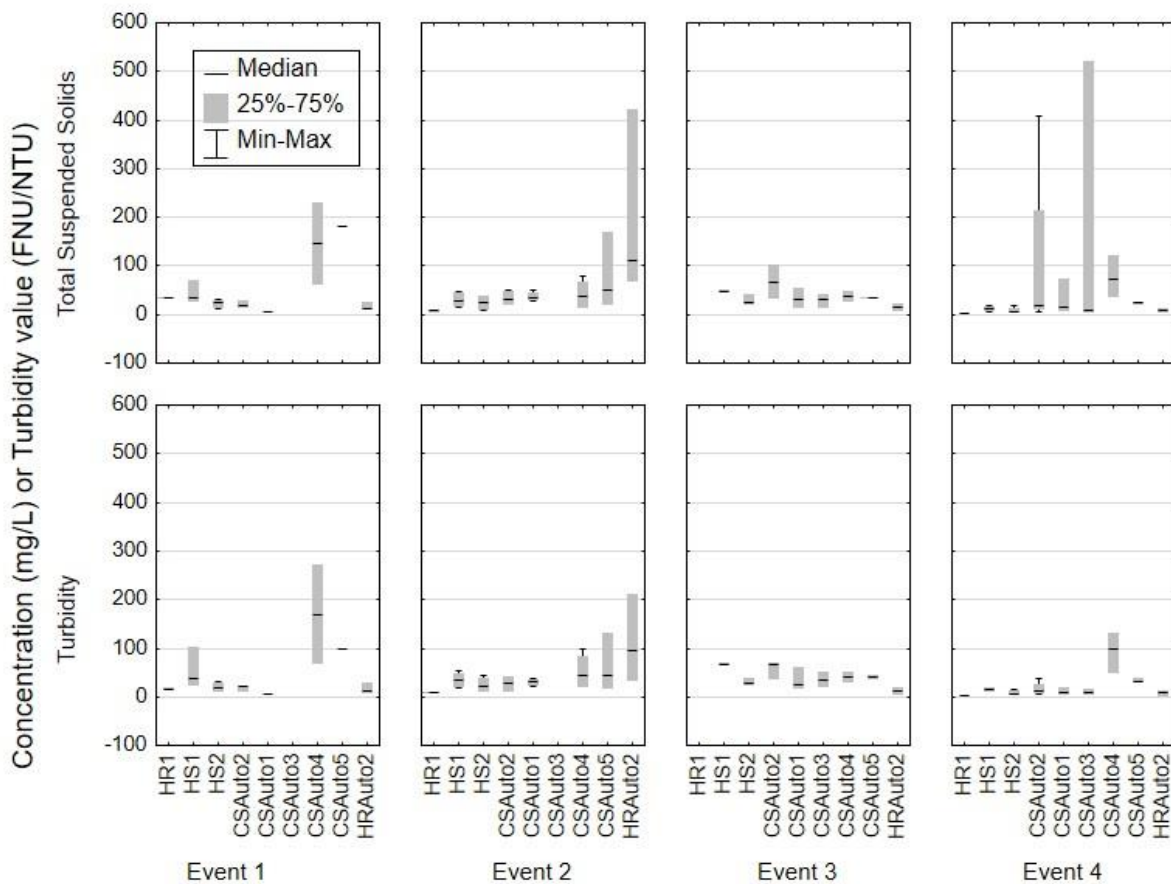 Concentration (mg/L) or Turbidity value (FNU/NTU)
Total Suspended Solids
600
500
400
300
200
100
0
-100
Median
25%-75%
Min-Max
Turbidity
600
500
400
300
200
100
0
-100
HR1
HS1
HS2
CSAuto2
CSAuto1
CSAuto3
CSAuto4
CSAuto5
HRAuto2
HR1
HS1
HS2
CSAuto2
CSAuto1
CSAuto3
CSAuto4
CSAuto5
HRAuto2
HR1
HS1
HS2
CSAuto2
CSAuto1
CSAuto3
CSAuto4
CSAuto5
HRAuto2
HR1
HS1
HS2
CSAuto2
CSAuto1
CSAuto3
CSAuto4
CSAuto5
HRAuto2
Event 1
Event 2
Event 3
Event 4